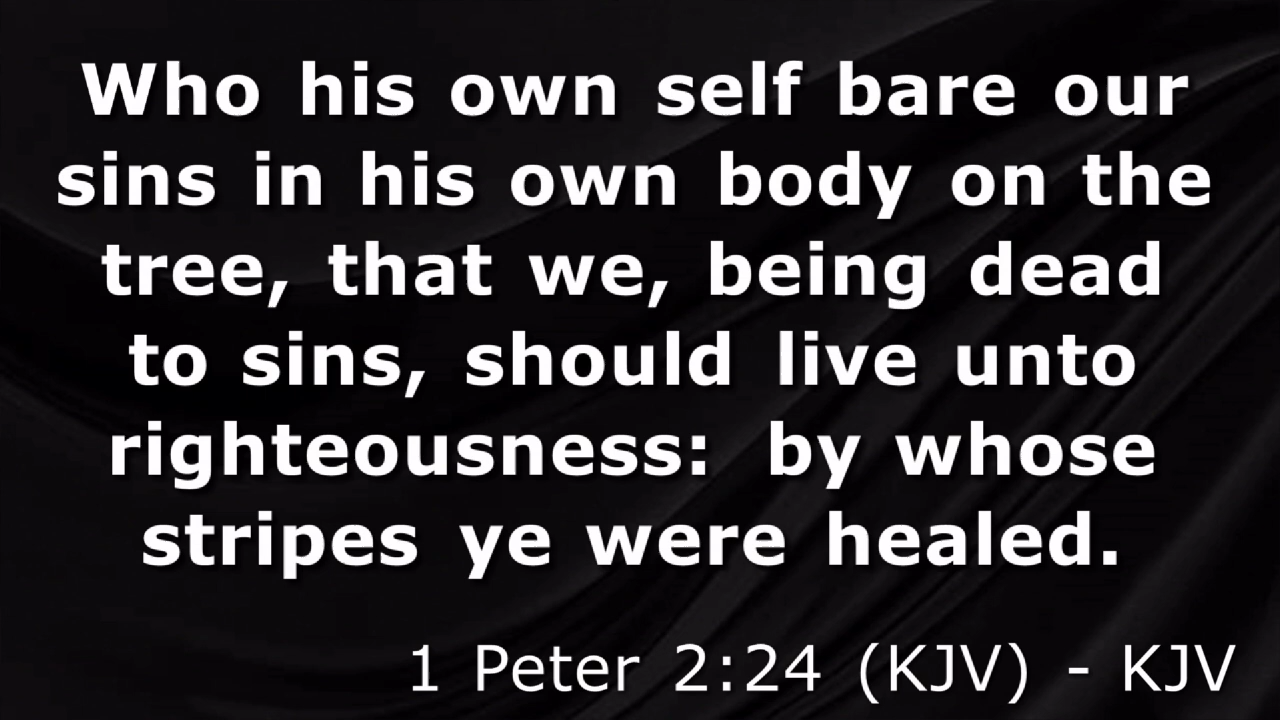 Who his own self bare our
sins in his own body on the
tree, that we, being dead
to sins, should live unto
righteousness: by whose
stripes ye were healed.
1 Peter 2:24 (KJV) - KJV